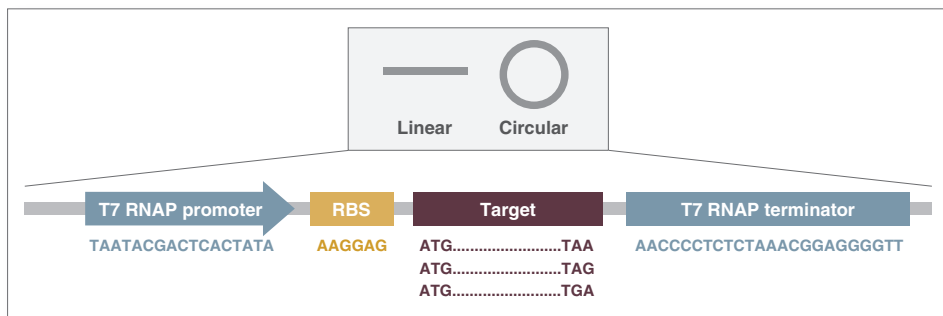 Linear Circular
T7 RNAP promoter RBS Target T7 RNAP terminator
TAATACGACTCACTATA AAGGAG ATG............................TAA AACCCCTCTCTAAACGGAGGGGTT
ATG............................TAG
ATG............................TGA